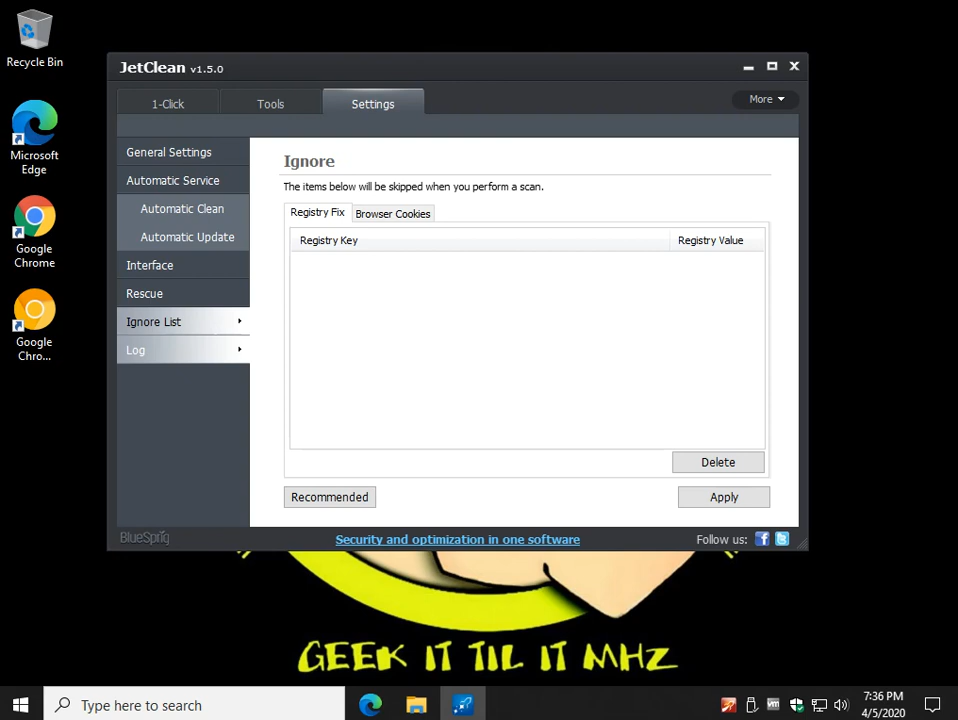 Recycle Bin
Microsoft
Edge
Google
Chrome
Google
Chro...
JetClean v1.5.0
1-Click
Tools
Settings
More
General Settings
Automatic Service
Automatic Clean
Automatic Update
Interface
Rescue
Ignore List
Log
Ignore
The items below will be skipped when you perform a scan.
Registry Fix
Browser Cookies
Registry Key
Registry Value
Delete
Recommended
Apply
BlueSprig
Security and optimization in one software
Follow us:
GEEK IT TIL IT MHZ
Type here to search
vm
7:36 PM
4/5/2020